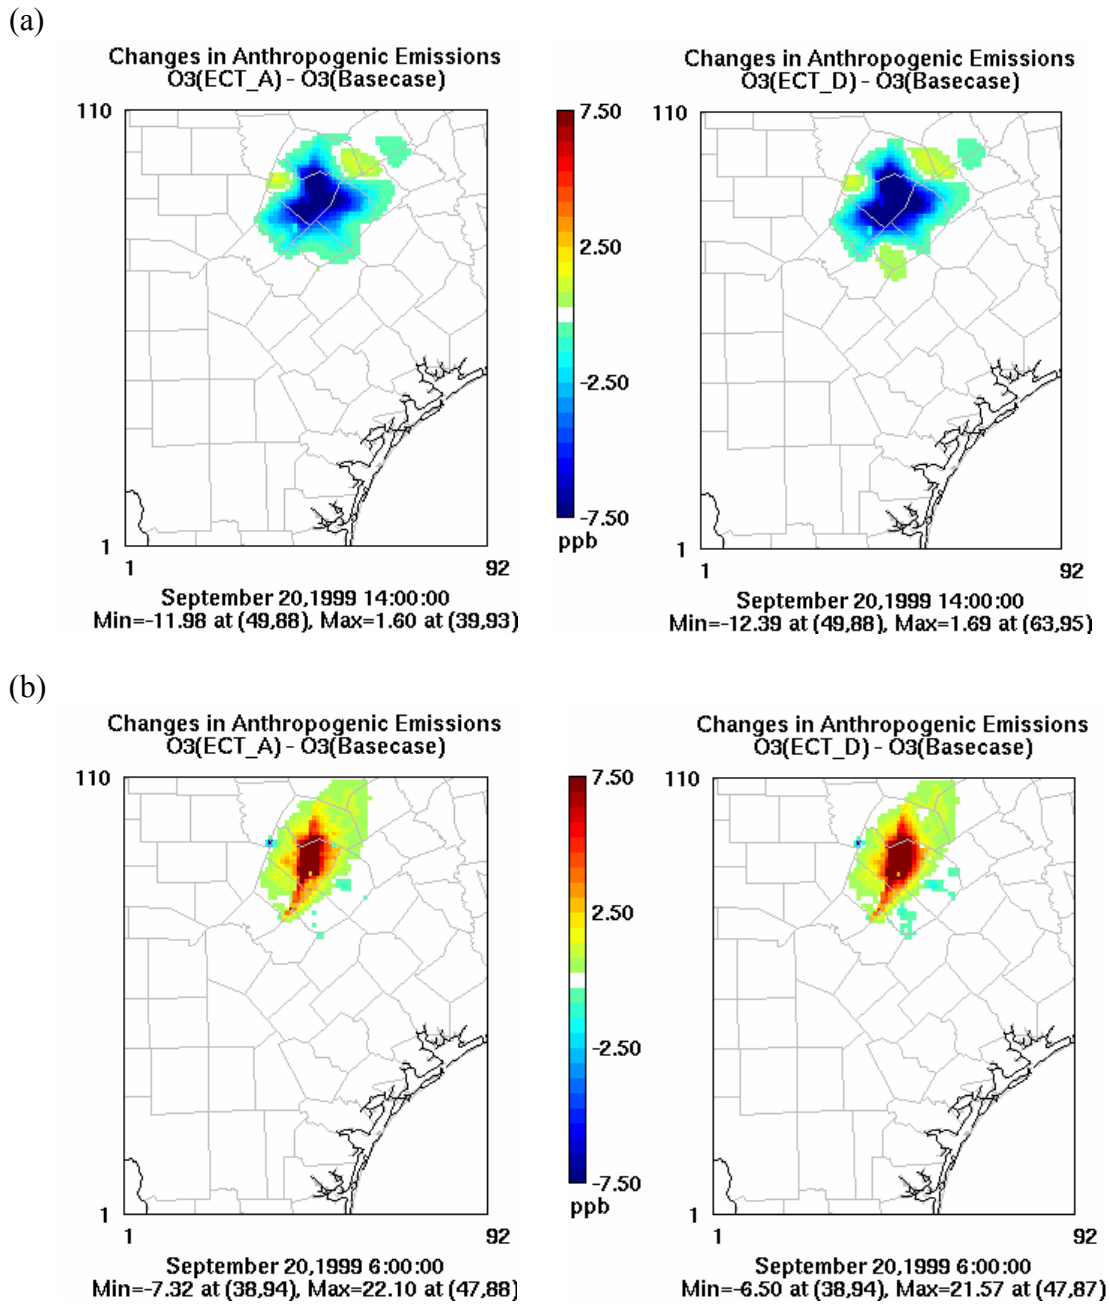 (a)
Changes in Anthropogenic Emissions
O3(ECT_A) - O3(Basecase)
110
1
1
92
September 20,1999 14:00:00
Min=-11.98 at (49,88), Max=1.60 at (39,93)
7.50
2.50
-2.50
-7.50
ppb
Changes in Anthropogenic Emissions
O3(ECT_D) - O3(Basecase)
110
1
1
92
September 20,1999 14:00:00
Min=-12.39 at (49,88), Max=1.69 at (63,95)
(b)
Changes in Anthropogenic Emissions
O3(ECT_A) - O3(Basecase)
110
1
1
92
September 20,1999 6:00:00
Min=-7.32 at (38,94), Max=22.10 at (47,88)
7.50
2.50
-2.50
-7.50
ppb
Changes in Anthropogenic Emissions
O3(ECT_D) - O3(Basecase)
110
1
1
92
September 20,1999 6:00:00
Min=-6.50 at (38,94), Max=21.57 at (47,87)